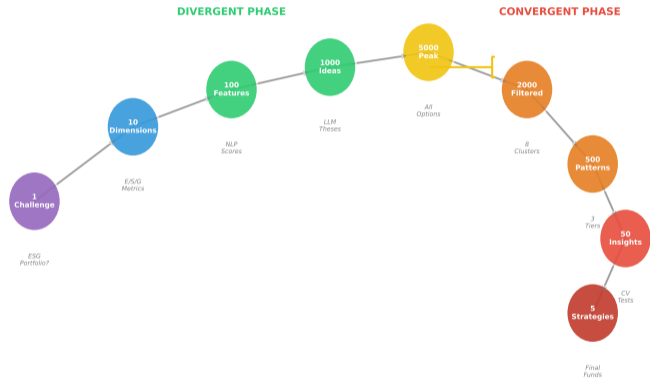 DIVERGENT PHASE
CONVERGENT PHASE
1
Challenge
ESG
Portfolio?
10
Dimensions
E/S/G
Metrics
100
Features
NLP
Scores
1000
Ideas
LLM
Theses
5000
Peak
All
Options
2000
Filtered
8
Clusters
500
Patterns
3
Tiers
50
Insights
CV
Tests
5
Strategies
Final
Funds